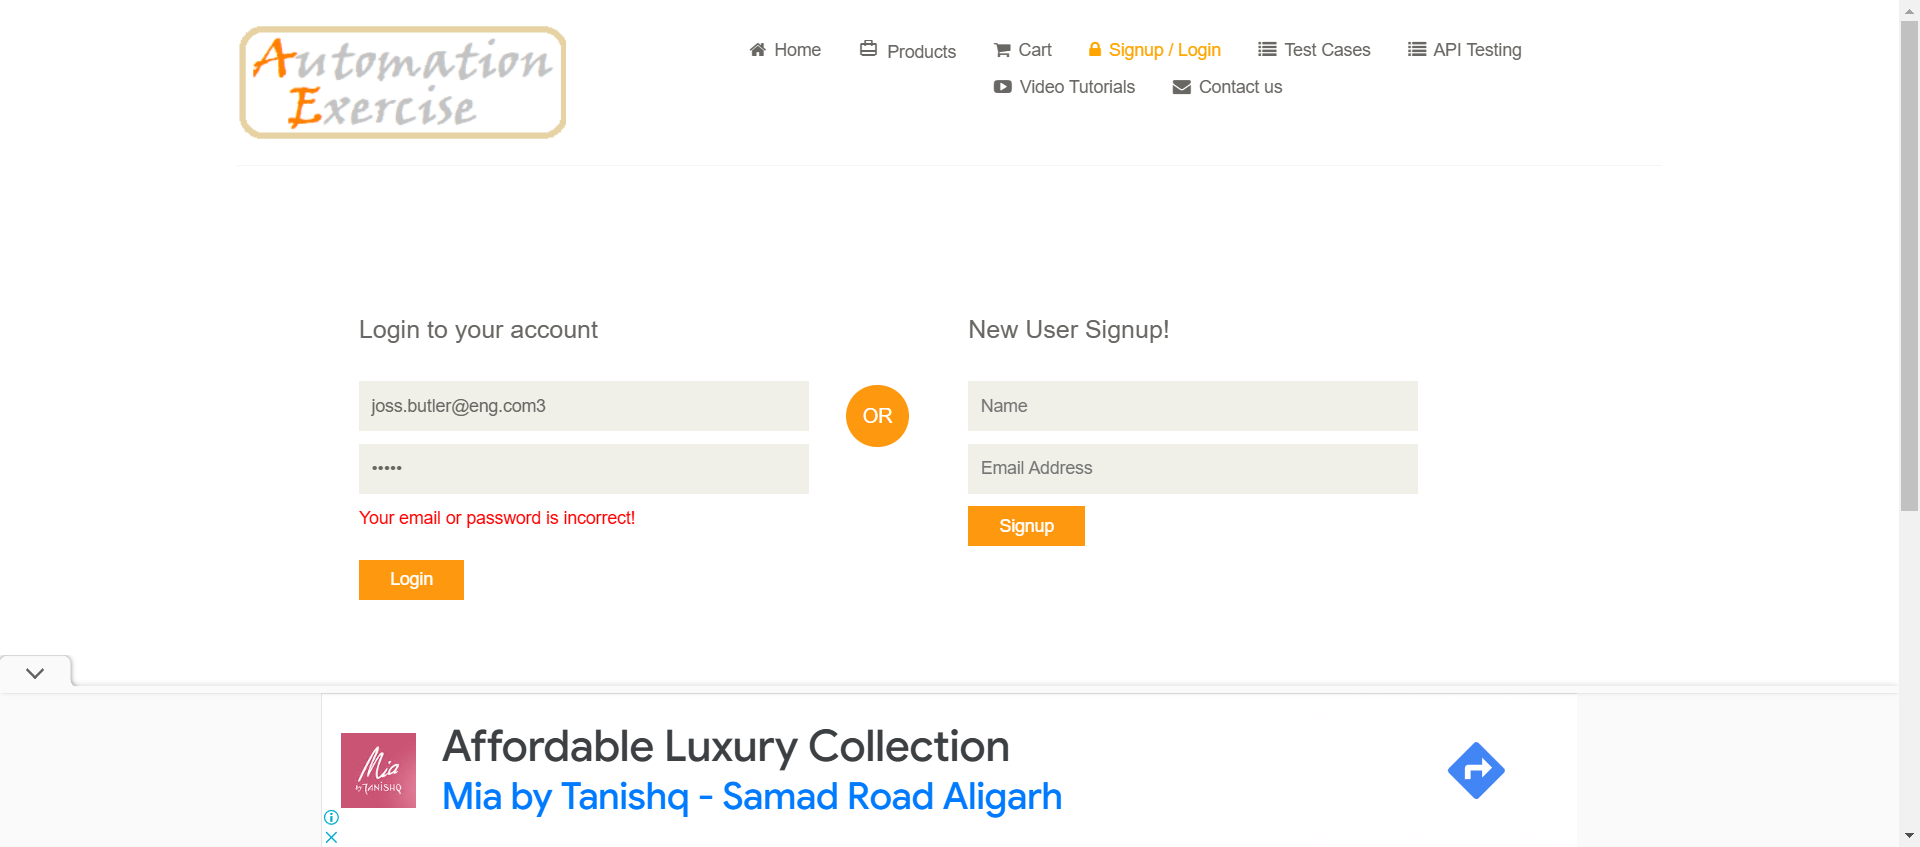 Automation
Exercise
Home
Products
Cart
Signup / Login
Test Cases
API Testing
Video Tutorials
Contact us
Login to your account
joss.butler@eng.com3
•••••
Your email or password is incorrect!
Login
OR
New User Signup!
Name
Email Address
Signup
Mia
by TANISHQ
Affordable Luxury Collection
Mia by Tanishq - Samad Road Aligarh